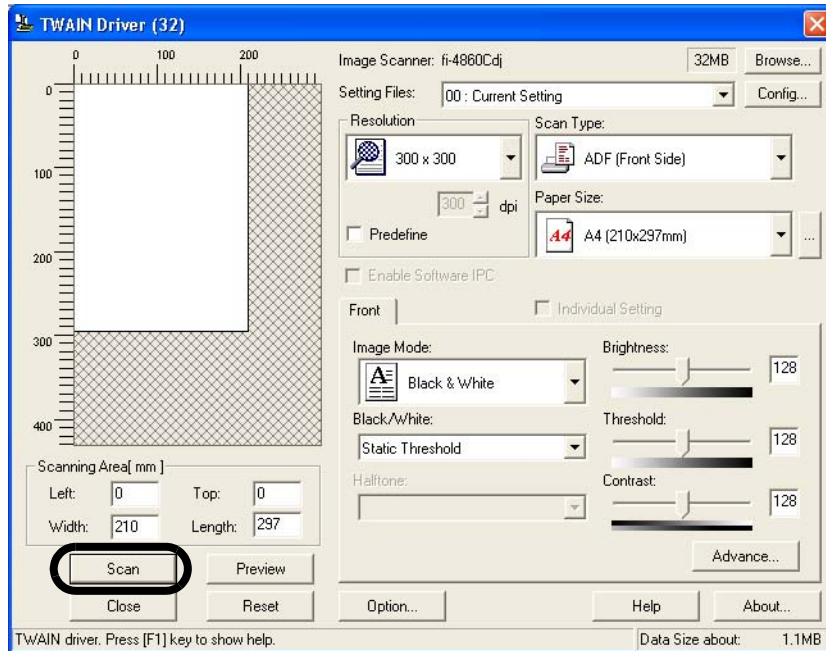 TWAIN Driver (32)
0 100 200
0
100
200
300
400
Image Scanner: fi-4860Cdj 32MB Browse...
Setting Files: 00 : Current Setting Config...
Resolution
300 x 300
300 dpi
Predefine
Scan Type:
ADF (Front Side)
Paper Size:
A4 A4 (210x297mm) ...
Enable Software IPC
Front
Individual Setting
Image Mode:
A Black & White
Black/White:
Static Threshold
Halftone:
Brightness:
128
Threshold:
128
Contrast:
128
Advance...
Scanning Area[ mm ]
Left: 0 Top: 0
Width: 210 Length: 297
Scan Preview
Close Reset Option... Help About...
TWAIN driver. Press [F1] key to show help. Data Size about: 1.1MB